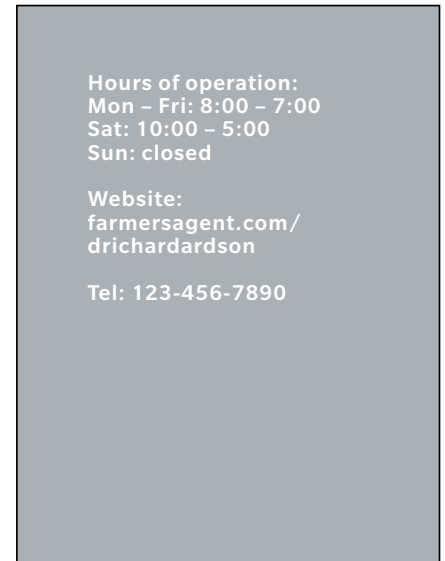 Hours of operation:
Mon – Fri: 8:00 – 7:00
Sat: 10:00 – 5:00
Sun: closed
Website:
farmersagent.com/
drichardardson
Tel: 123-456-7890